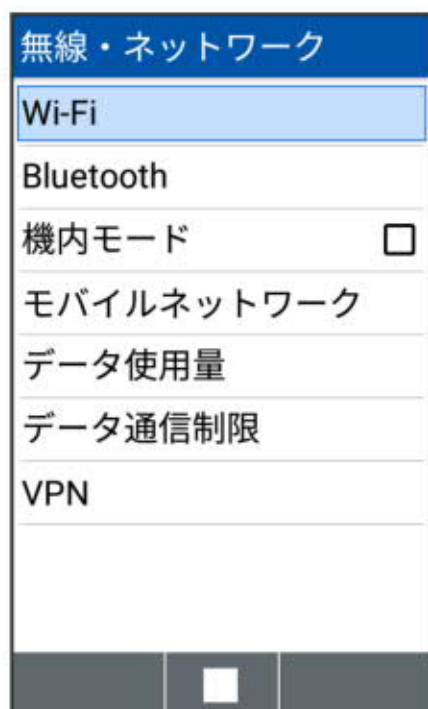 無線・ネットワーク
Wi-Fi
Bluetooth
機内モード
モバイルネットワーク
データ使用量
データ通信制限
VPN